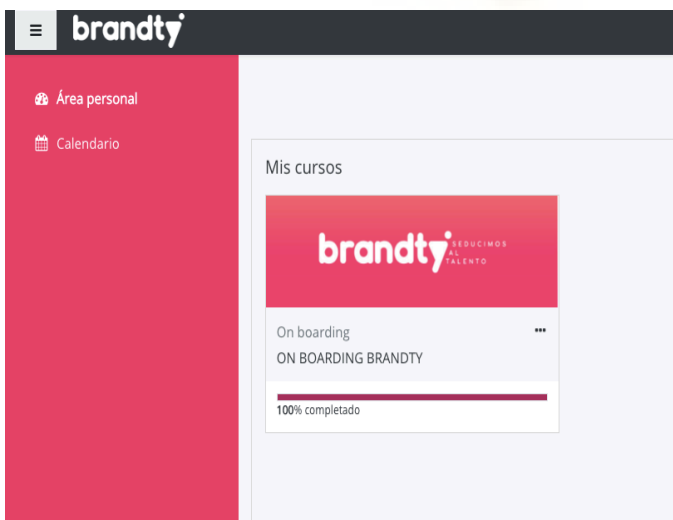 brandty
Área personal
Calendario
Mis cursos
brandty SEDUCIMOS
AL
TALENTO
On boarding
ON BOARDING BRANDTY
100% completado